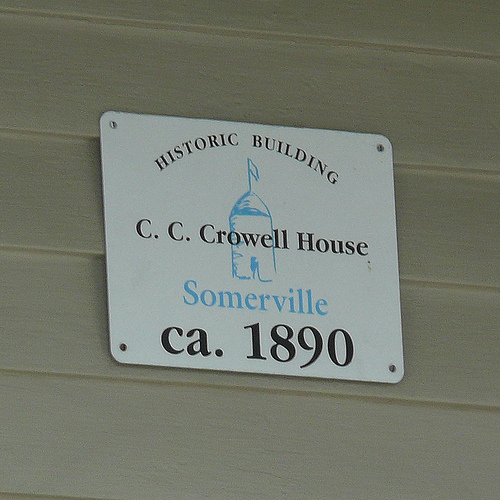 HISTORIC BUILDING
C. C. Crowell House
Somerville
ca. 1890